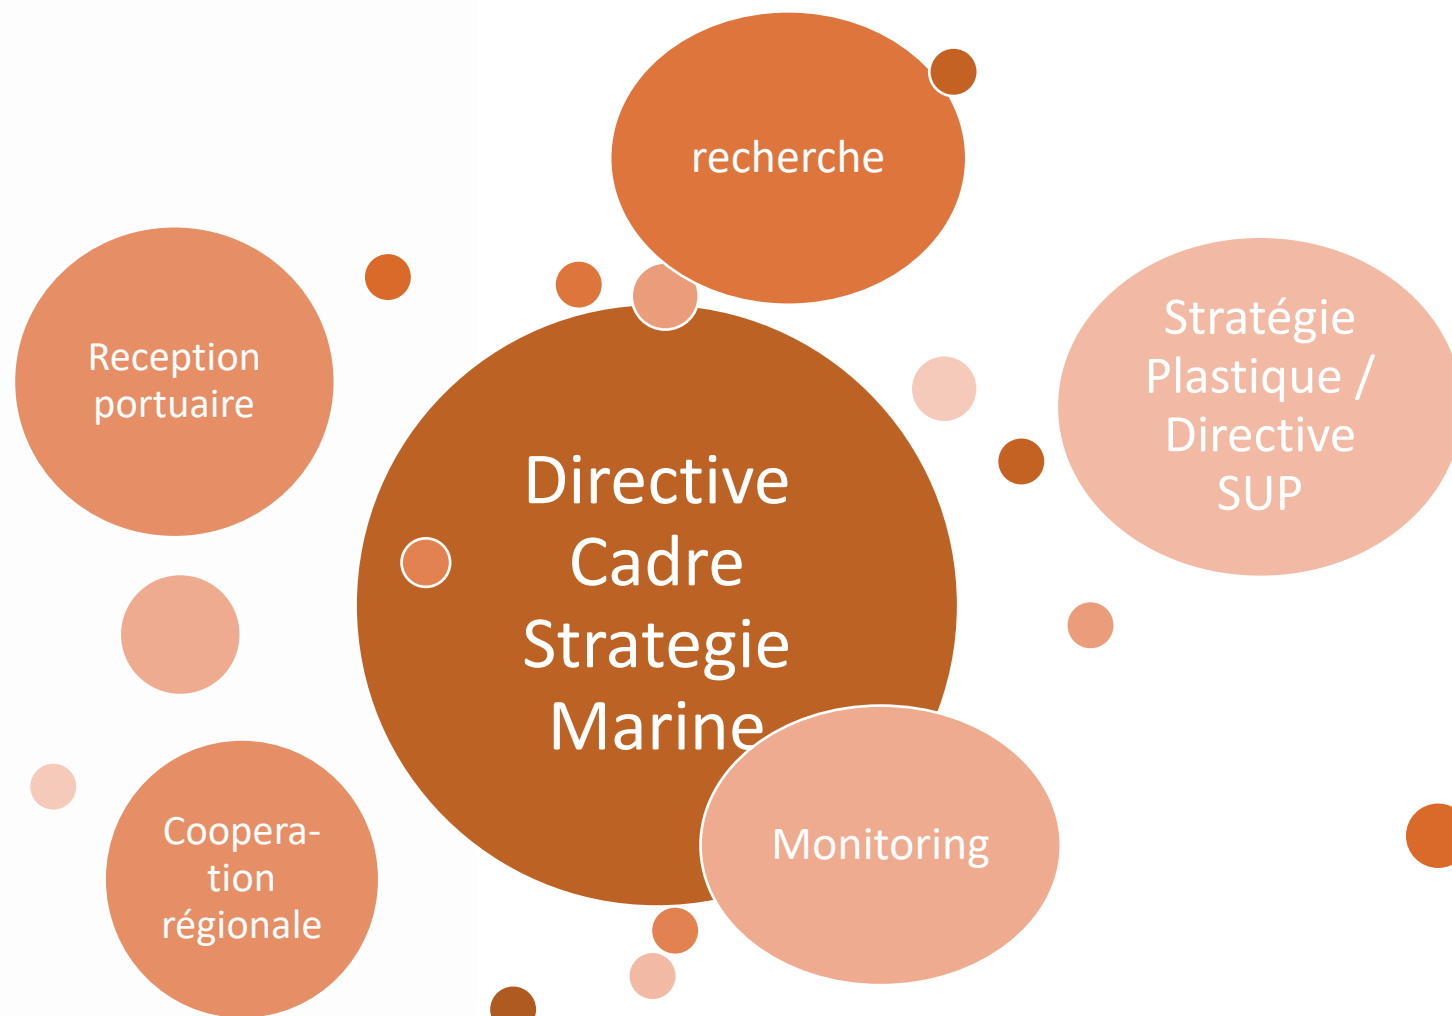 recherche
Reception
portuaire
Stratégie
Plastique /
Directive
SUP
Directive
Cadre
Strategie
Marine
Monitoring
Coopera-
tion
régionale